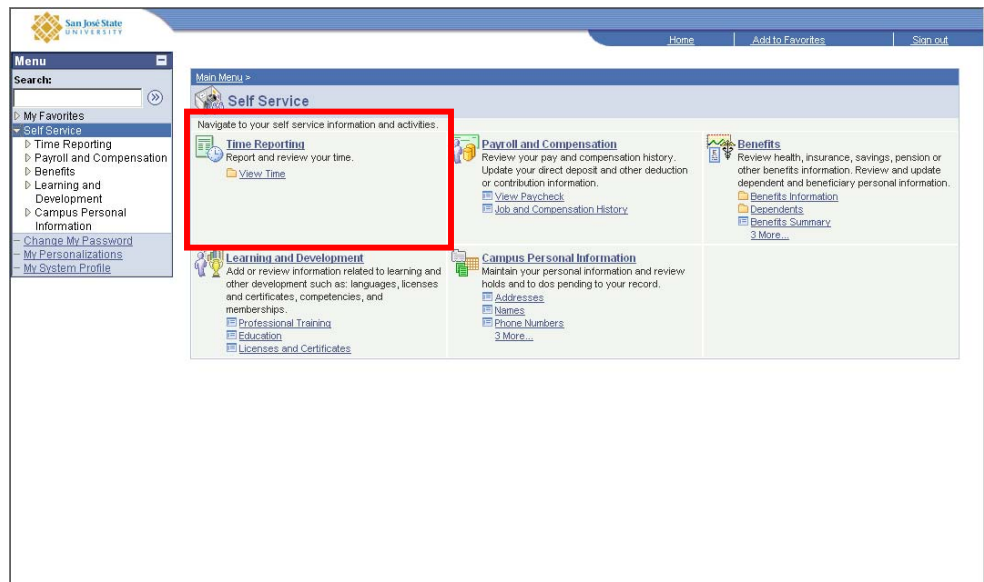 San José State
UNIVERSITY
Home
Add to Favorites
Sign out
Menu
Search:
My Favorites
Self Service
Time Reporting
Payroll and Compensation
Benefits
Learning and
Development
Campus Personal
Information
– Change My Password
– My Personalizations
– My System Profile
Main Menu >
Self Service
Navigate to your self service information and activities.
Time Reporting
Report and review your time.
View Time
Payroll and Compensation
Review your pay and compensation history.
Update your direct deposit and other deduction
or contribution information.
View Paycheck
Job and Compensation History
Benefits
Review health, insurance, savings, pension or
other benefits information. Review and update
dependent and beneficiary personal information.
Benefits Information
Dependents
Benefits Summary
3 More...
Learning and Development
Add or review information related to learning and
other development such as: languages, licenses
and certificates, competencies, and
memberships.
Professional Training
Education
Licenses and Certificates
Campus Personal Information
Maintain your personal information and review
holds and to dos pending to your record.
Addresses
Names
Phone Numbers
3 More...